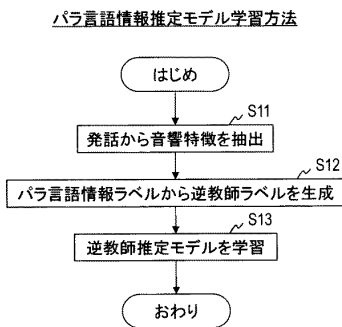 パラ言語情報推定モデル学習方法
はじめ
S11
発話から音響特徴を抽出
S12
パラ言語情報ラベルから逆教師ラベルを生成
S13
逆教師推定モデルを学習
おわり